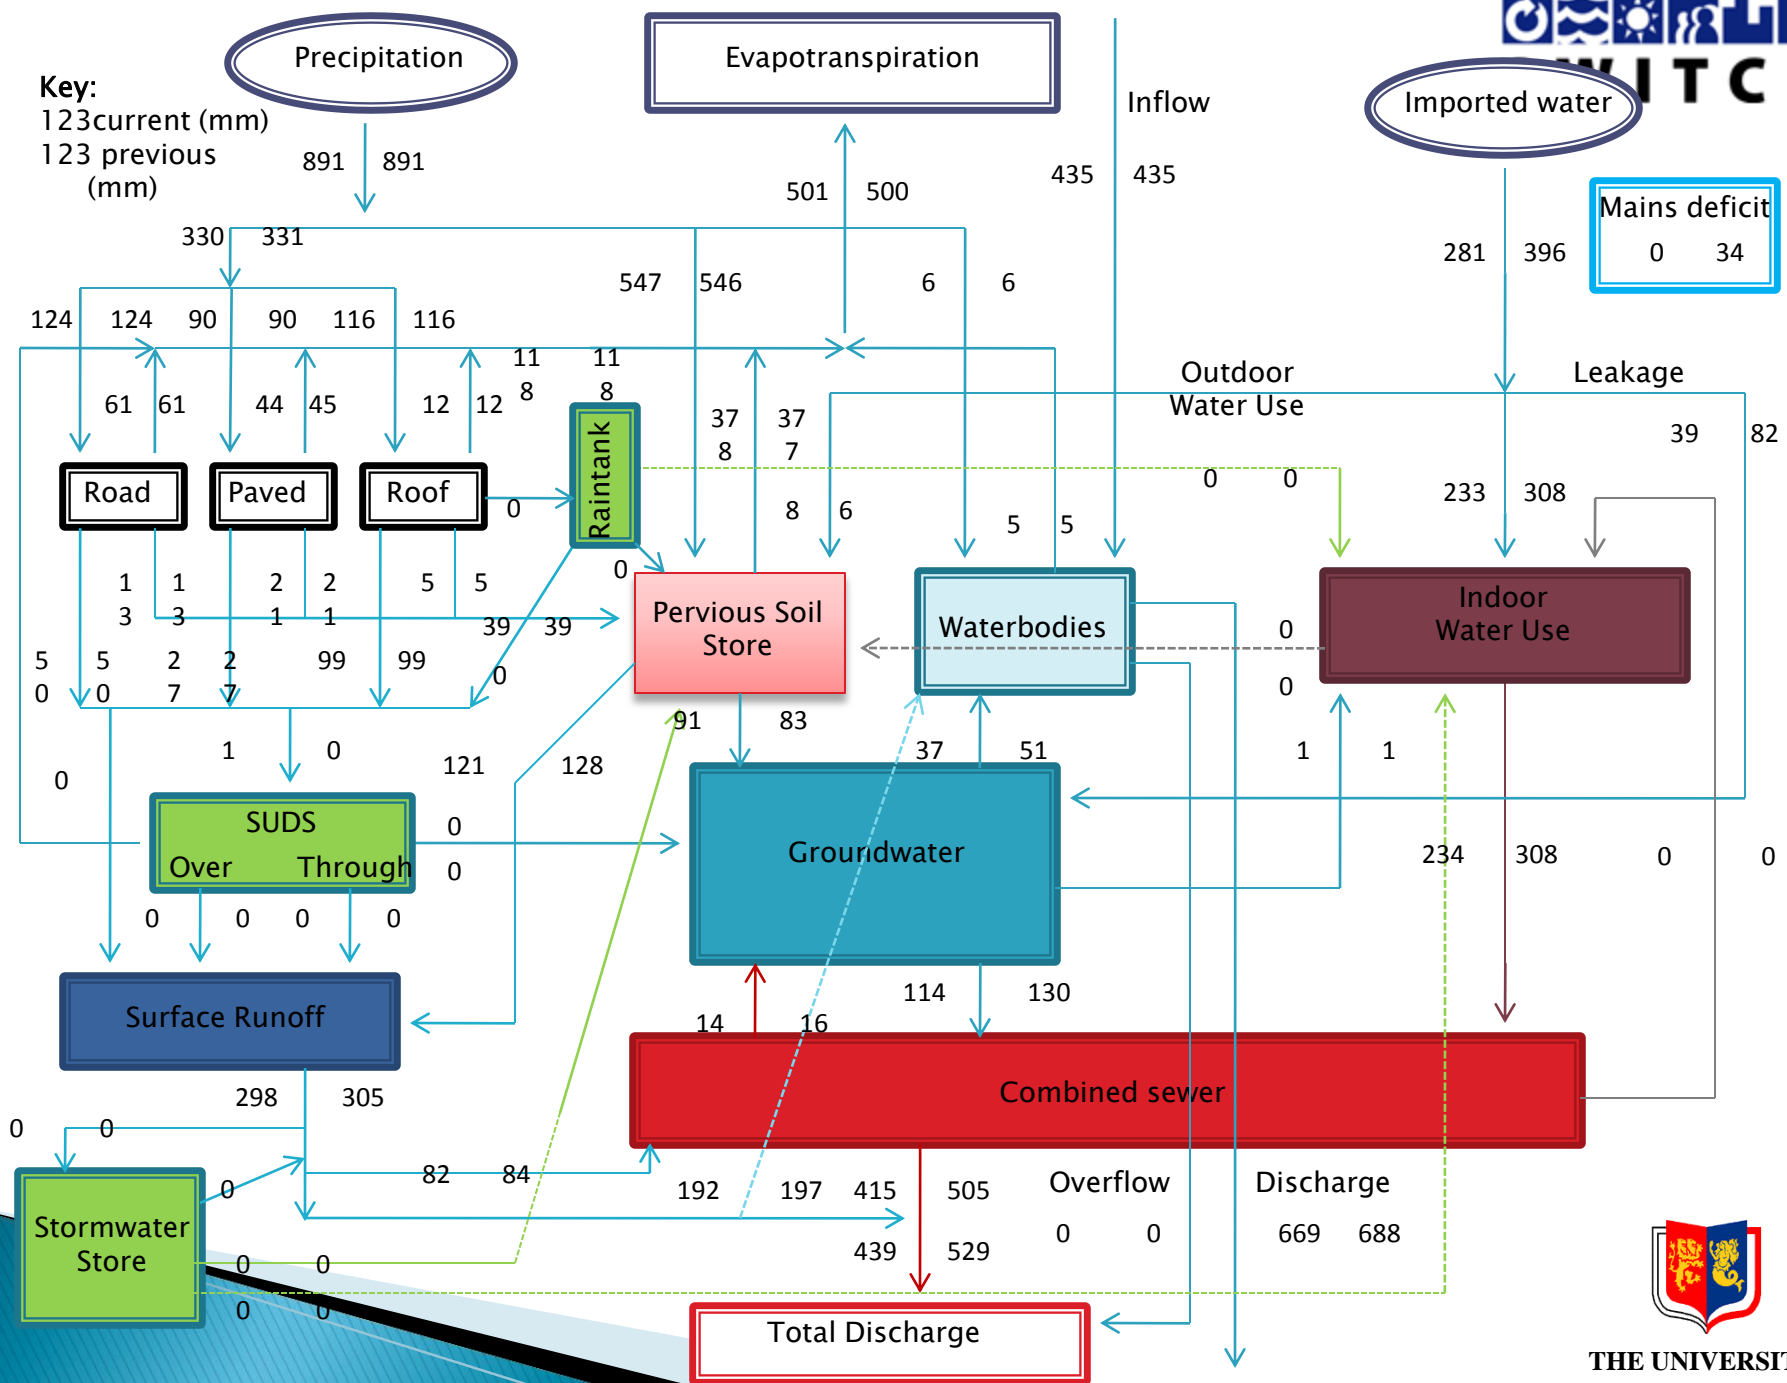 Precipitation
Evapotranspiration
Inflow
Imported water
ITC
Key:
123current (mm)
123 previous
(mm)
891 891
501 500
435 435
Mains deficit
0 34
281 396
330 331
547 546
6 6
124 124 90 90 116 116
11 11
8 8
Outdoor
Water Use
Leakage
61 61 44 45 12 12
37 37
8 7
39 82
Road
Paved
Roof
Raintank
0
0 0
233 308
8 6
5 5
0
1 1 2 2 5 5
3 3 1 1
39 39
Pervious Soil
Store
Waterbodies
0
0
Indoor
Water Use
5 5 2 2 99 99
0 0 7 7
0
91 83
37 51
1 1
1 0
0
121 128
SUDS
Over Through
0
0
Groundwater
234 308
0 0
0 0 0 0
114 130
14 16
Surface Runoff
Combined sewer
298 305
0 0
82 84
192 197
415 505
439 529
Overflow
0 0
Discharge
669 688
0
Stormwater
Store
0 0
0 0
Total Discharge
THE UNIVERSIT